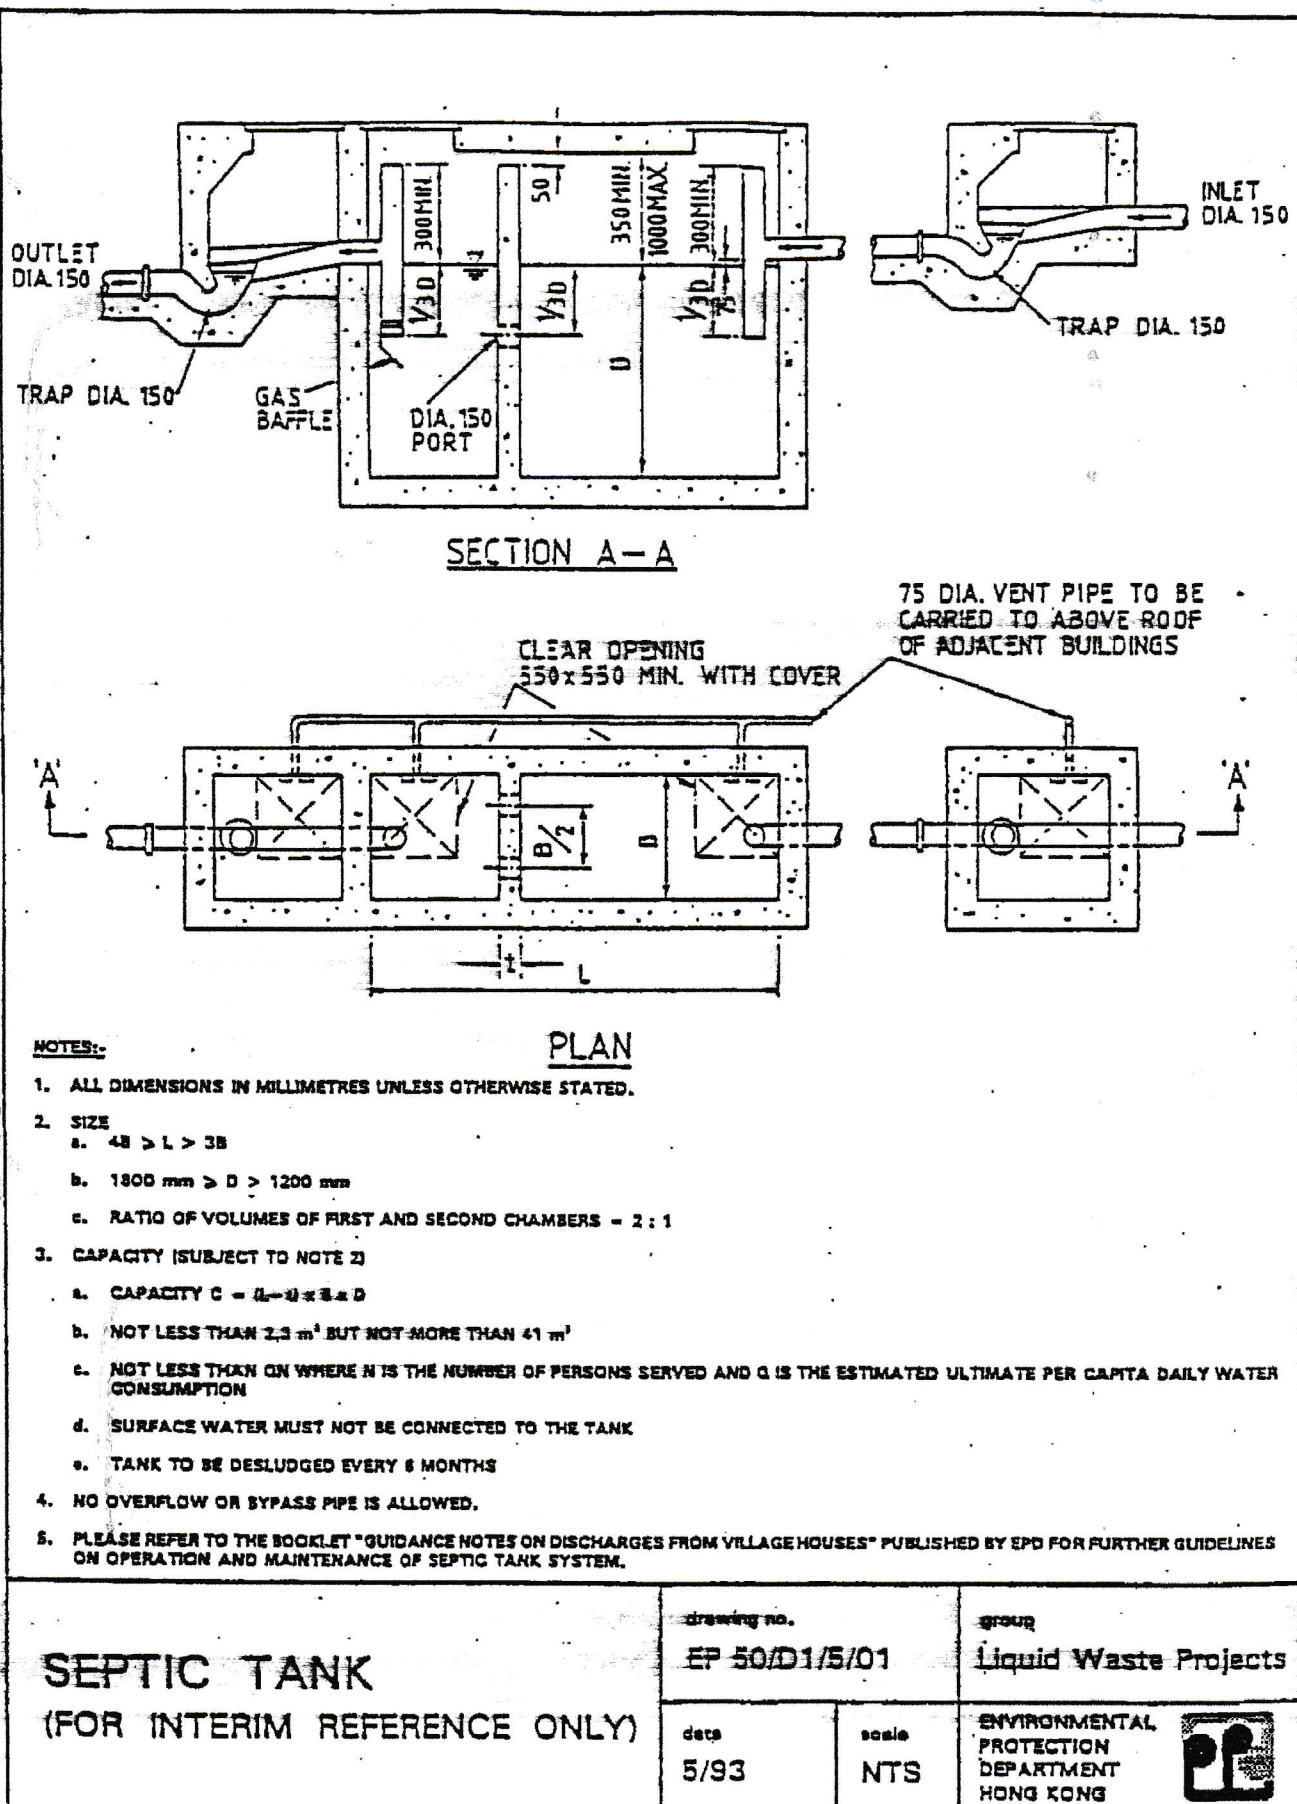 OUTLET
DIA.150
TRAP DIA. 150
GAS
BAFFLE
DIA.150
PORT
300MIN.
1/3 D
50
1/3D
350MIN.
1000MAX.
D
300MIN.
1/3D
75
INLET
DIA. 150
TRAP DIA. 150
SECTION A-A
75 DIA. VENT PIPE TO BE
CARRIED TO ABOVE ROOF
OF ADJACENT BUILDINGS
CLEAR OPENING
550x550 MIN. WITH COVER
'A'
'A'
B/2
B
t
L
PLAN
NOTES:-
1. ALL DIMENSIONS IN MILLIMETRES UNLESS OTHERWISE STATED.
2. SIZE
a. 4B > L > 3B
b. 1800 mm ⩾ D > 1200 mm
c. RATIO OF VOLUMES OF FIRST AND SECOND CHAMBERS = 2 : 1
3. CAPACITY (SUBJECT TO NOTE 2)
a. CAPACITY C = (L-t) x B x D
b. NOT LESS THAN 2.3 m³ BUT NOT MORE THAN 41 m³
c. NOT LESS THAN QN WHERE N IS THE NUMBER OF PERSONS SERVED AND Q IS THE ESTIMATED ULTIMATE PER CAPITA DAILY WATER
CONSUMPTION
d. SURFACE WATER MUST NOT BE CONNECTED TO THE TANK
e. TANK TO BE DESLUDGED EVERY 6 MONTHS
4. NO OVERFLOW OR BYPASS PIPE IS ALLOWED.
5. PLEASE REFER TO THE BOOKLET "GUIDANCE NOTES ON DISCHARGES FROM VILLAGE HOUSES" PUBLISHED BY EPD FOR FURTHER GUIDELINES
ON OPERATION AND MAINTENANCE OF SEPTIC TANK SYSTEM.
SEPTIC TANK
(FOR INTERIM REFERENCE ONLY)
drawing no.
EP 50/D1/5/01
group
Liquid Waste Projects
date
5/93
scale
NTS
ENVIRONMENTAL
PROTECTION
DEPARTMENT
HONG KONG